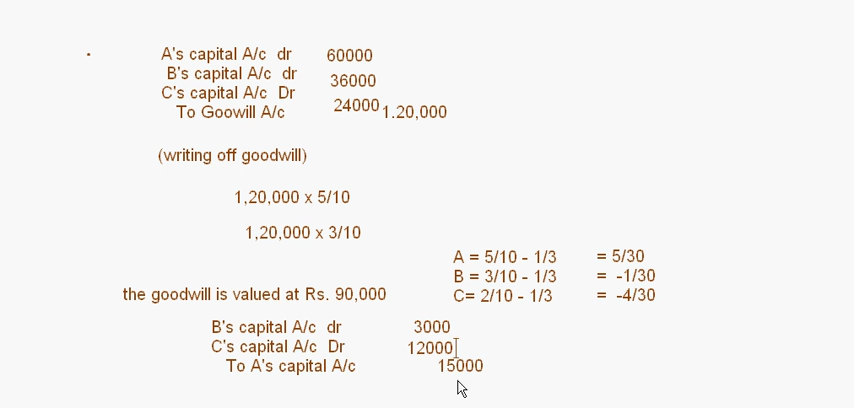 A's capital A/c dr 60000
B's capital A/c dr 36000
C's capital A/c Dr 24000
To Goowill A/c 1.20,000
(writing off goodwill)
1,20,000 x 5/10
1,20,000 x 3/10
A = 5/10 - 1/3 = 5/30
B = 3/10 - 1/3 = -1/30
C= 2/10 - 1/3 = -4/30
the goodwill is valued at Rs. 90,000
B's capital A/c dr 3000
C's capital A/c Dr 12000
To A's capital A/c 15000